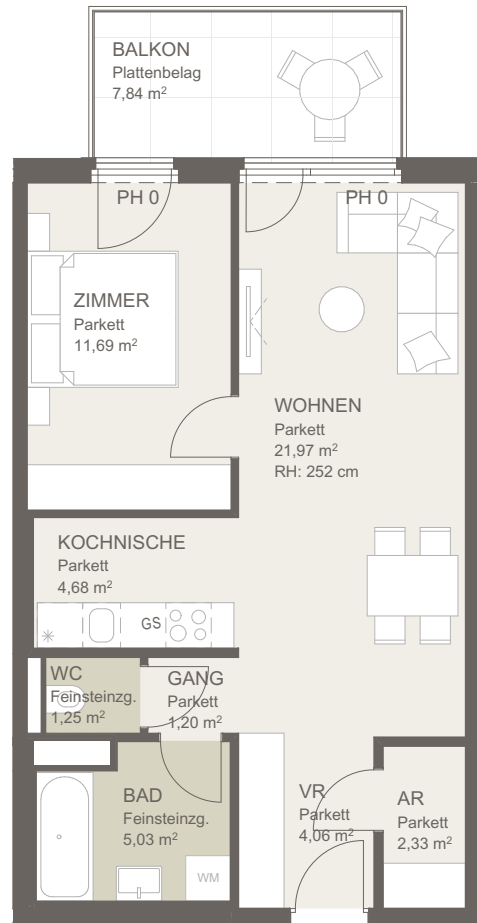 BALKON
Plattenbelag
7,84 m²
PH 0
PH 0
ZIMMER
Parkett
11,69 m²
WOHNEN
Parkett
21,97 m²
RH: 252 cm
KOCHNISCHE
Parkett
4,68 m²
GS
WC
Feinsteinzg.
1,25 m²
GANG
Parkett
1,20 m²
BAD
Feinsteinzg.
5,03 m²
WM
VR
Parkett
4,06 m²
AR
Parkett
2,33 m²